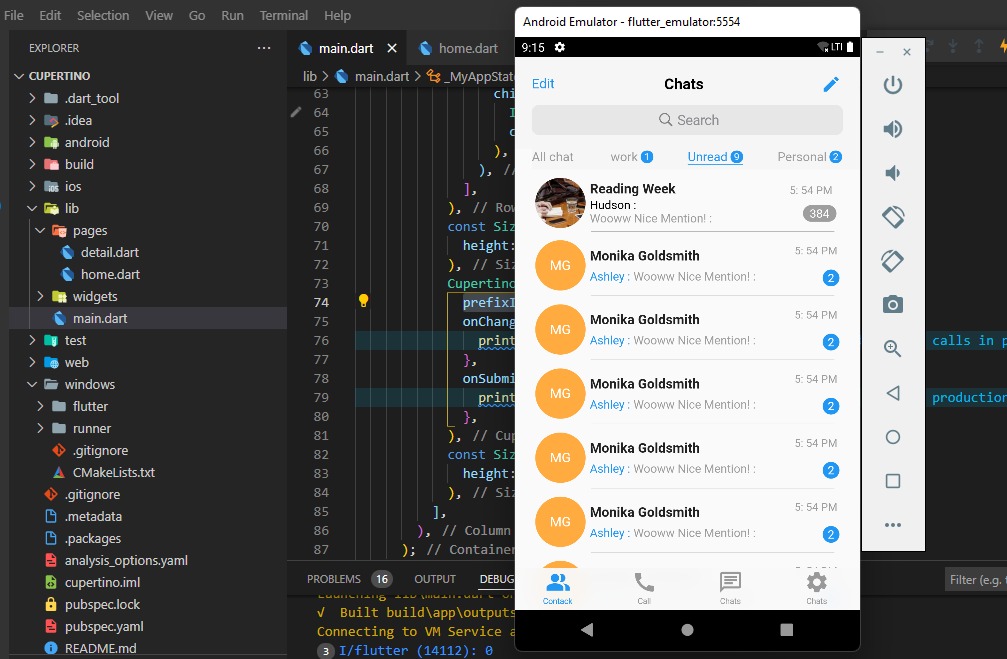 File Edit Selection View Go Run Terminal Help
EXPLORER
CUPERTINO
.dart_tool
.idea
android
build
ios
lib
pages
detail.dart
home.dart
widgets
main.dart
test
web
windows
flutter
runner
.gitignore
CMakeLists.txt
.gitignore
.metadata
.packages
analysis_options.yaml
cupertino.iml
pubspec.lock
pubspec.yaml
README.md
main.dart home.dart
lib > main.dart > _MyAppState
63 chi
64 I
65 c
66 ),
67 ), //
68 ],
69 ), // Row
70 const Siz
71 height:
72 ), // Siz
73 Cupertino
74 prefixI
75 onChang
76 print
77 },
78 onSubmi
79 print
80 },
81 ), // Cup
82 const Siz
83 height:
84 ), // Siz
85 ],
86 ), // Column
87 ); // Container
calls in p
production
PROBLEMS 16 OUTPUT DEBUG
Filter (e.g. t
Launching lib\main.dart on
√ Built build\app\outputs
Connecting to VM Service a
3 I/flutter (14112): 0
Android Emulator - flutter_emulator:5554
9:15 LTE
Edit Chats
Search
All chat work 1 Unread 9 Personal 2
Reading Week 5: 54 PM
Hudson :
Wooww Nice Mention! : 384
Monika Goldsmith 5: 54 PM
MG
Ashley : Wooww Nice Mention! : 2
Monika Goldsmith 5: 54 PM
MG
Ashley : Wooww Nice Mention! : 2
Monika Goldsmith 5: 54 PM
MG
Ashley : Wooww Nice Mention! : 2
Monika Goldsmith 5: 54 PM
MG
Ashley : Wooww Nice Mention! : 2
Monika Goldsmith 5: 54 PM
MG
Ashley : Wooww Nice Mention! : 2
Contack Call Chats Chats